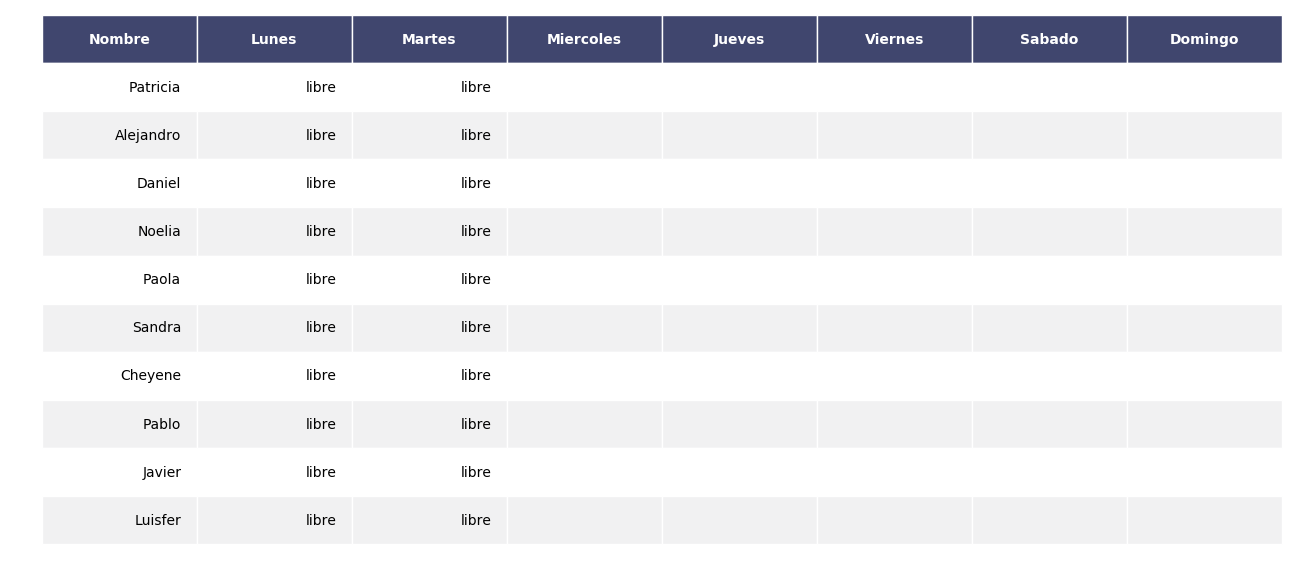 Nombre Lunes Martes Miercoles Jueves Viernes Sabado Domingo
Patricia libre libre
Alejandro libre libre
Daniel libre libre
Noelia libre libre
Paola libre libre
Sandra libre libre
Cheyene libre libre
Pablo libre libre
Javier libre libre
Luisfer libre libre